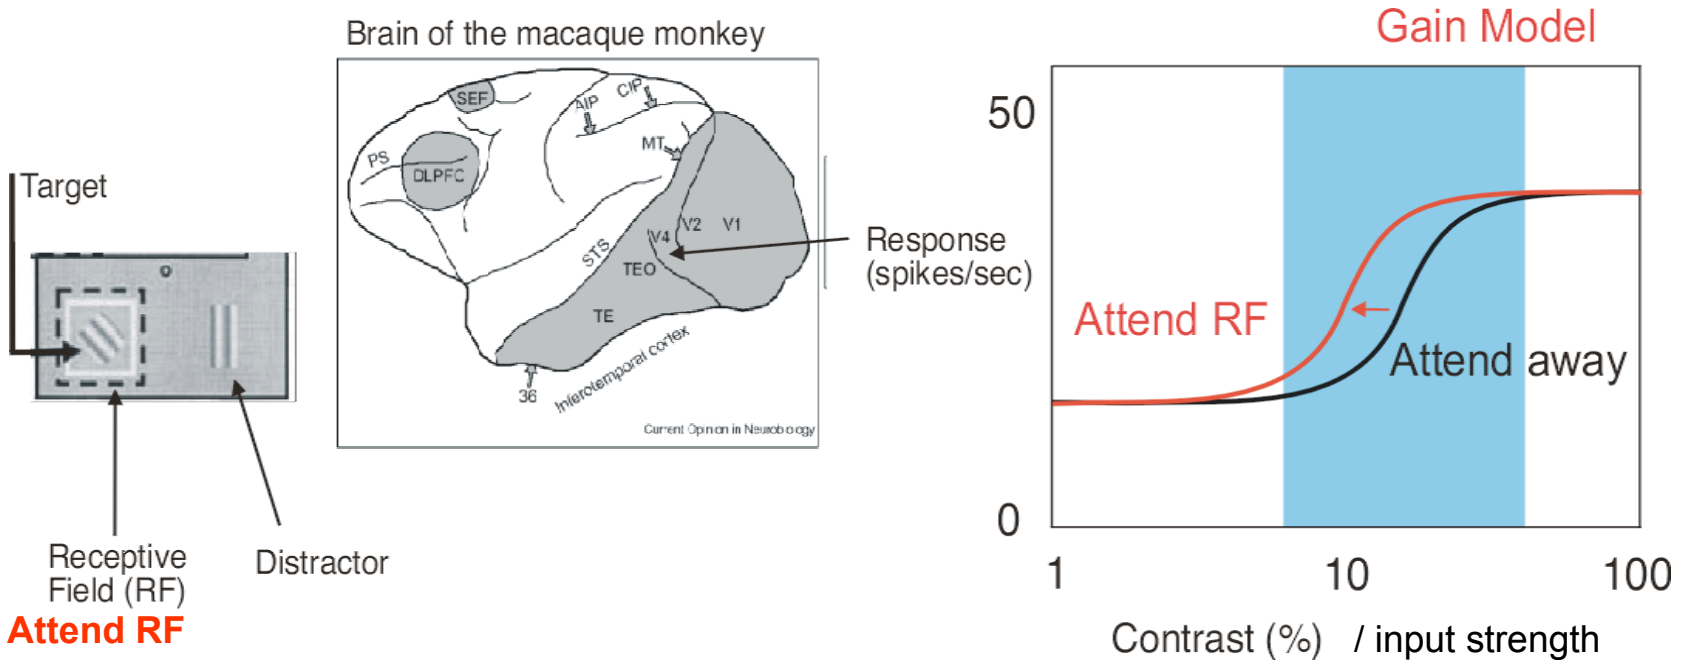 Brain of the macaque monkey
SEF
AIP
CIP
MT
PS
DLPFC
STS
V4
V2
V1
TEO
TE
36
Inferotemporal cortex
Current Opinion in Neurobiology
Target
Receptive
Field (RF)
Attend RF
Distractor
Response
(spikes/sec)
Gain Model
50
0
Attend RF
Attend away
1
10
100
Contrast (%) / input strength